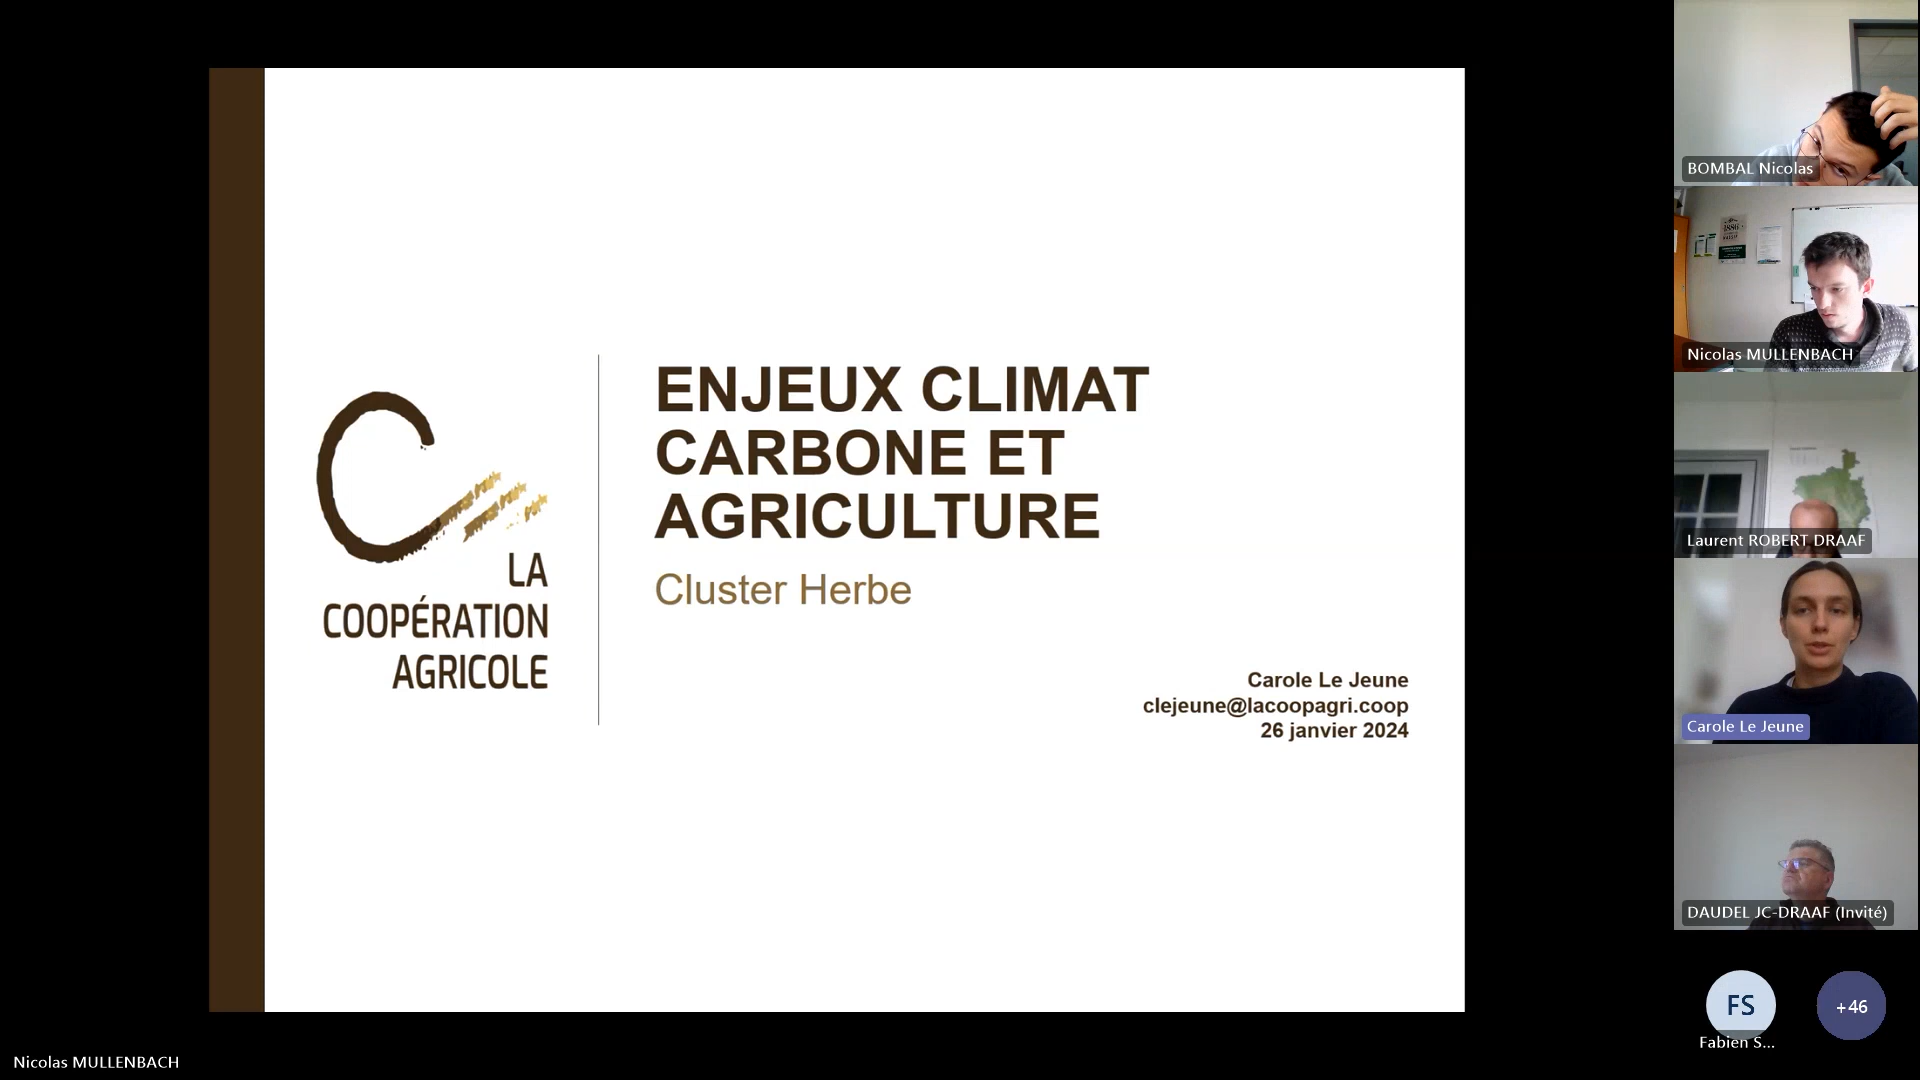 ENJEUX CLIMAT
CARBONE ET
AGRICULTURE
Cluster Herbe
LA
COOPÉRATION
AGRICOLE
Carole Le Jeune
clejeune@lacoopagri.coop
26 janvier 2024
BOMBAL Nicolas
Nicolas MULLENBACH
Laurent ROBERT DRAAF
Carole Le Jeune
DAUDEL JC-DRAAF (Invité)
FS
+46
Fabien S...
Nicolas MULLENBACH